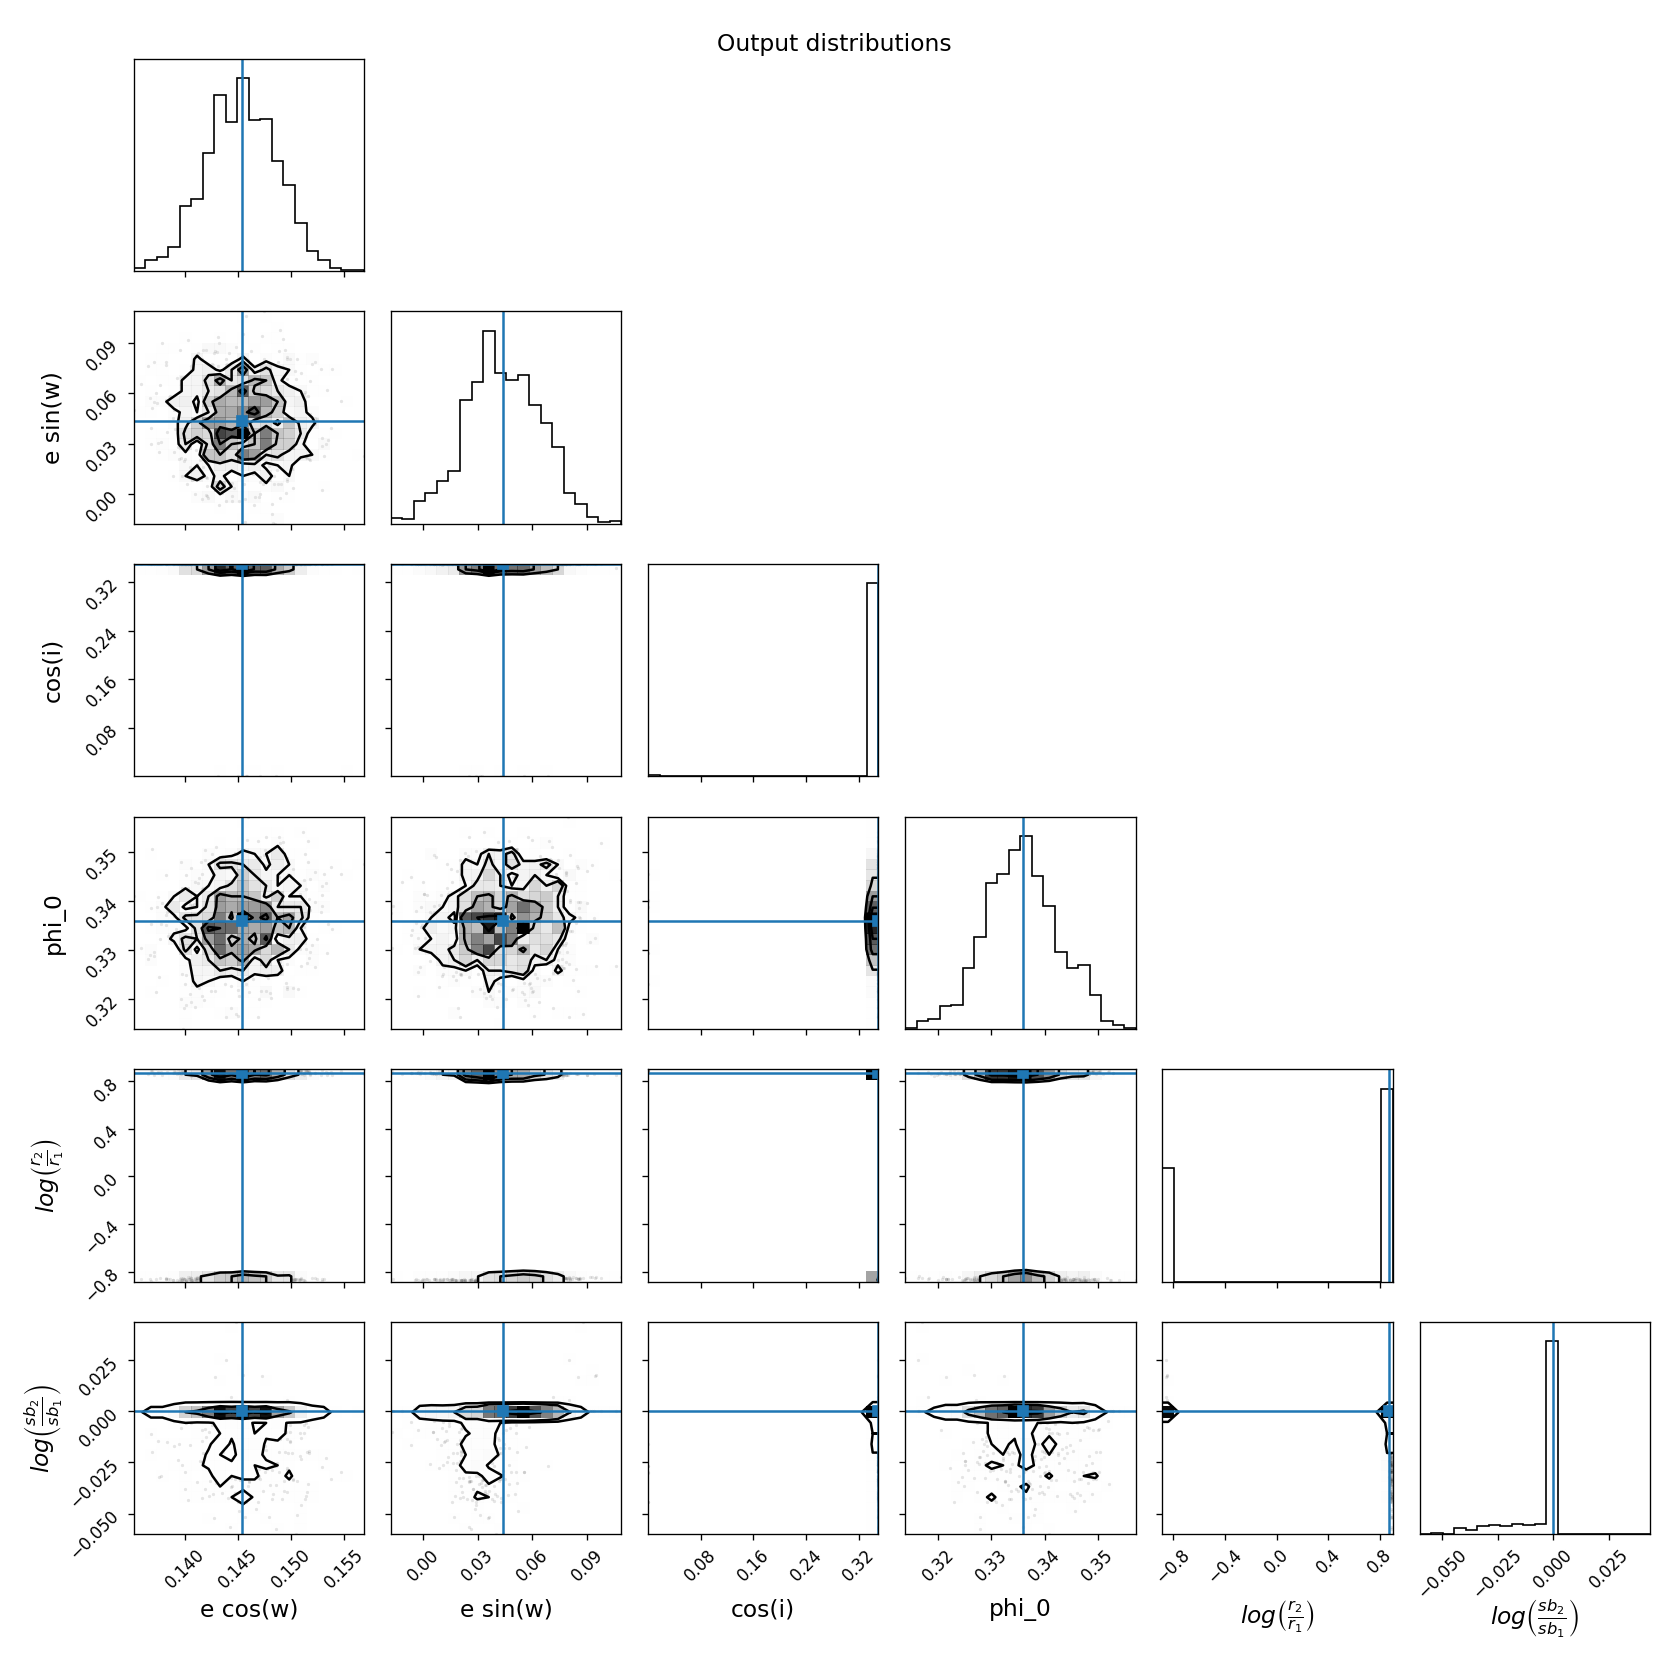 Output distributions
e sin(w)
0.09
0.06
0.03
0.00
cos(i)
0.32
0.24
0.16
0.08
phi_0
0.35
0.34
0.33
0.32
log(r2/r1)
0.8
0.4
0.0
−0.4
−0.8
log(sb2/sb1)
0.025
0.000
−0.025
−0.050
0.140 0.145 0.150 0.155
0.00 0.03 0.06 0.09
0.08 0.16 0.24 0.32
0.32 0.33 0.34 0.35
−0.8 −0.4 0.0 0.4 0.8
−0.050 −0.025 0.000 0.025
e cos(w) e sin(w) cos(i) phi_0 log(r2/r1) log(sb2/sb1)